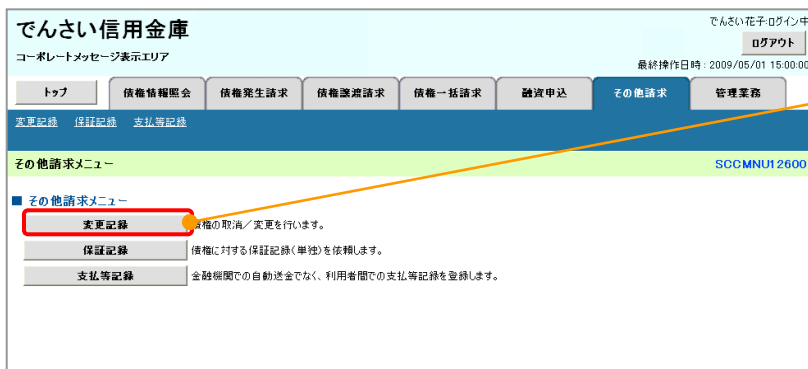 でんさい信用金庫
でんさい花子:ログイン中
コーポレートメッセージ表示エリア
ログアウト
最終操作日時：2009/05/01 15:00:00
トップ
債権情報照会
債権発生請求
債権譲渡請求
債権一括請求
融資申込
その他請求
管理業務
変更記録 保証記録 支払等記録
その他請求メニュー
SCCMNU12600
■ その他請求メニュー
変更記録
権の取消／変更を行います。
保証記録
債権に対する保証記録(単独)を依頼します。
支払等記録
金融機関での自動送金でなく、利用者間での支払等記録を登録します。